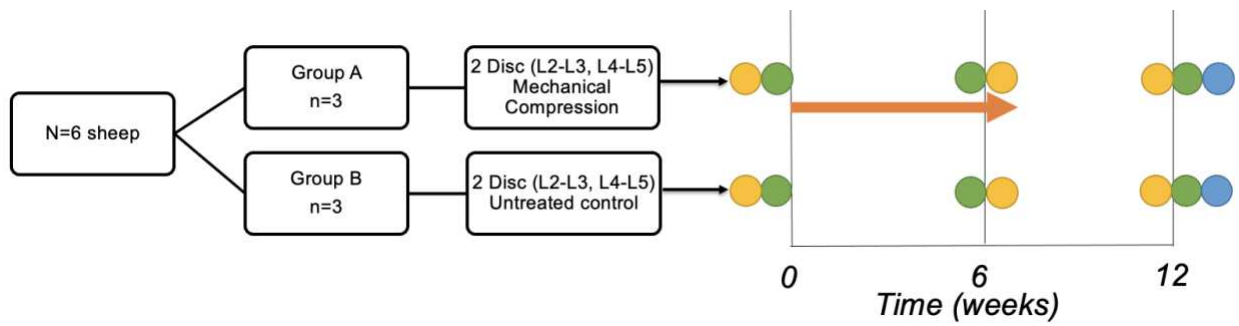 N=6 sheep
Group A
n=3
2 Disc (L2-L3, L4-L5)
Mechanical
Compression
Group B
n=3
2 Disc (L2-L3, L4-L5)
Untreated control
0
6
12
Time (weeks)